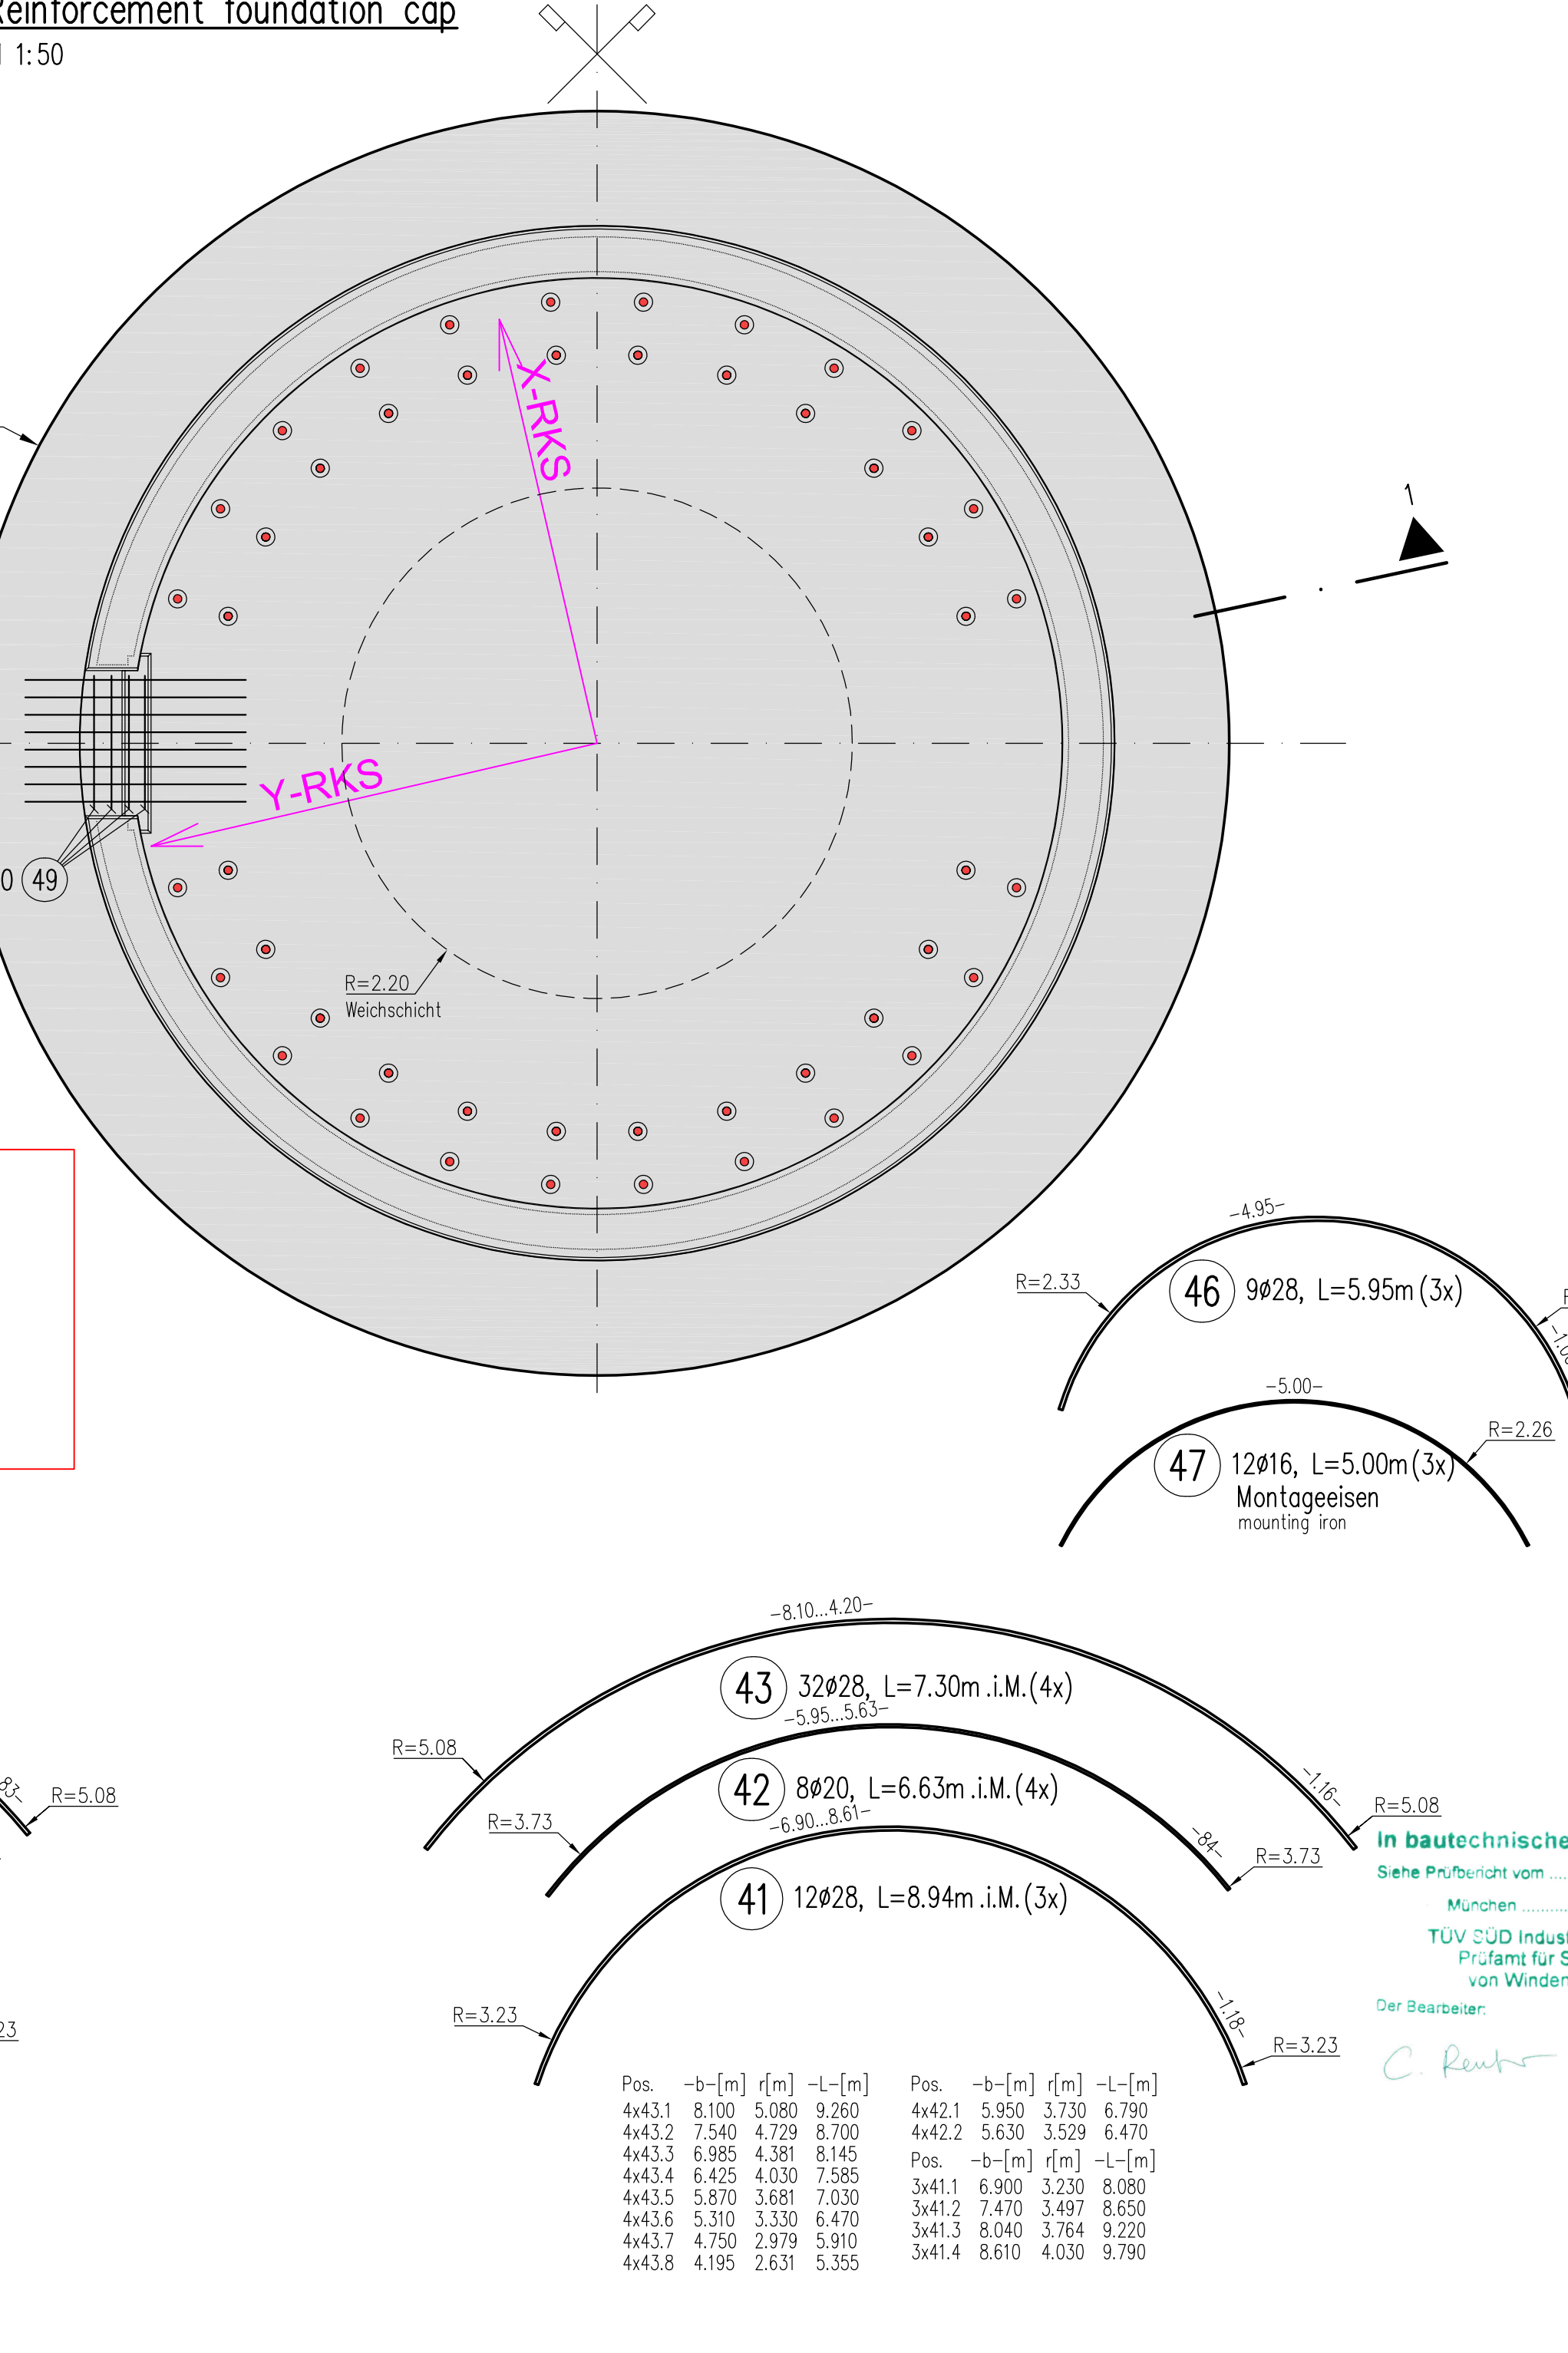 Reinforcement foundation cap
1:50
X-RKS
1
Y-RKS
0 49
R=2.20
Weichschicht
-4.95-
R=2.33
46 9ø28, L=5.95m (3x)
-5.00-
R=2.26
47 12ø16, L=5.00m (3x)
Montageeisen
mounting iron
-8.10...4.20-
43 32ø28, L=7.30m .i.M.(4x)
-5.95...5.63-
R=5.08
83-
R=5.08
-1.16-
R=5.08
42 8ø20, L=6.63m .i.M.(4x)
-6.90...8.61-
R=3.73
-84-
R=3.73
41 12ø28, L=8.94m .i.M.(3x)
R=3.23
-1.18-
R=3.23
23
In bautechnische
Siehe Prüfbericht vom ....
München ..........
TÜV SÜD Indust
Prüfamt für S
von Winden
Der Bearbeiter:
Pos. -b-[m] r[m] -L-[m]
4x43.1 8.100 5.080 9.260
4x43.2 7.540 4.729 8.700
4x43.3 6.985 4.381 8.145
4x43.4 6.425 4.030 7.585
4x43.5 5.870 3.681 7.030
4x43.6 5.310 3.330 6.470
4x43.7 4.750 2.979 5.910
4x43.8 4.195 2.631 5.355
Pos. -b-[m] r[m] -L-[m]
4x42.1 5.950 3.730 6.790
4x42.2 5.630 3.529 6.470
Pos. -b-[m] r[m] -L-[m]
3x41.1 6.900 3.230 8.080
3x41.2 7.470 3.497 8.650
3x41.3 8.040 3.764 9.220
3x41.4 8.610 4.030 9.790